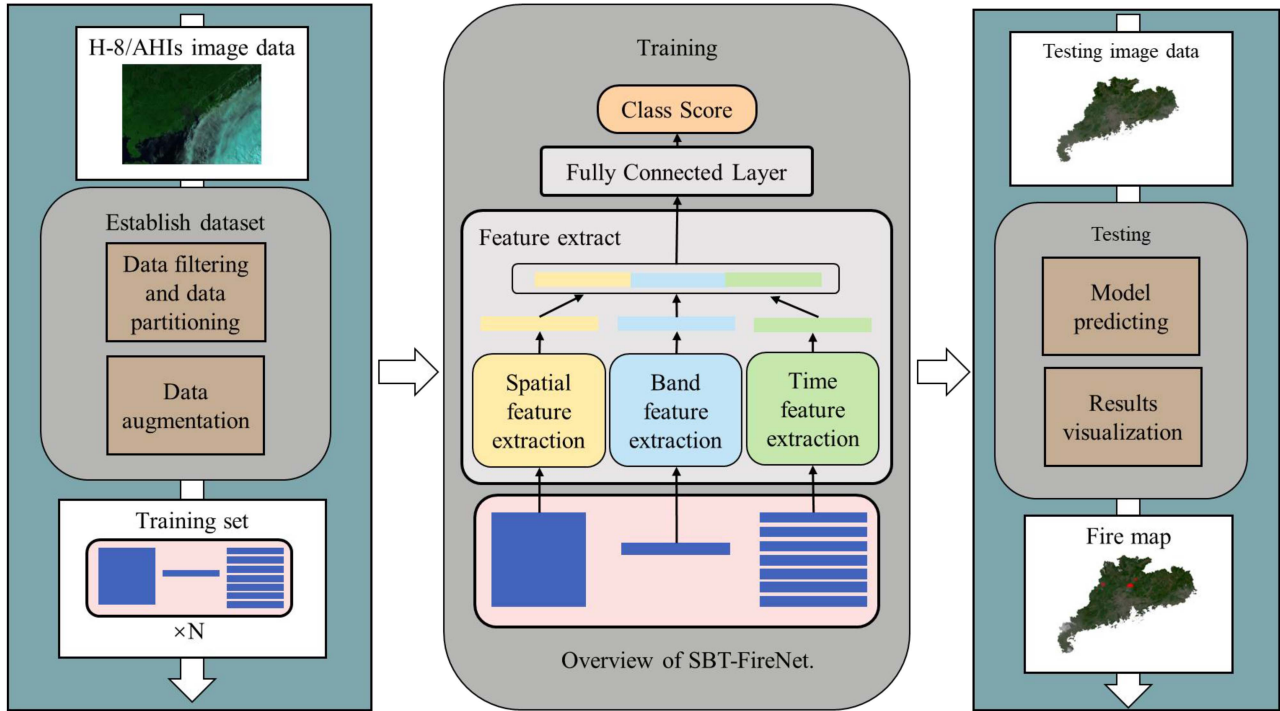 H-8/AHIs image data
Establish dataset
Data filtering
and data
partitioning
Data
augmentation
Training set
×N
Training
Class Score
Fully Connected Layer
Feature extract
Spatial
feature
extraction
Band
feature
extraction
Time
feature
extraction
Overview of SBT-FireNet.
Testing image data
Testing
Model
predicting
Results
visualization
Fire map